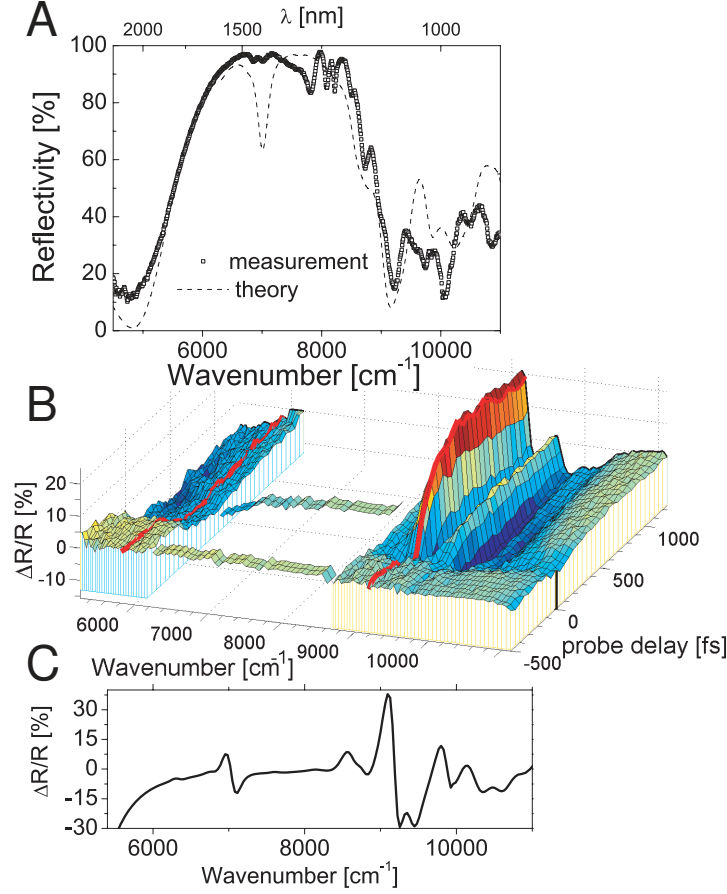 A
λ [nm]
2000 1500 1000
Reflectivity [%]
100
80
60
40
20
0
measurement
theory
6000 8000 10000
Wavenumber [cm-1]
B
ΔR/R [%]
20
10
0
-10
6000 7000 8000 9000 10000
-500 0 500 1000
probe delay [fs]
Wavenumber [cm-1]
C
ΔR/R [%]
30
15
0
-15
-30
6000 8000 10000
Wavenumber [cm-1]